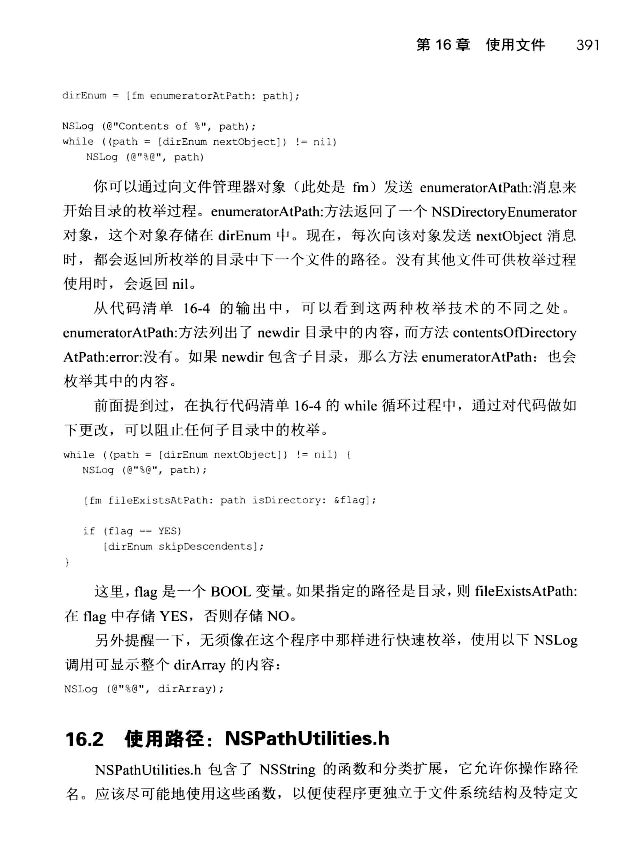 第 16 章 使用文件 391
dirEnum = [fm enumeratorAtPath: path];
NSLog (@"Contents of %", path);
while ((path = [dirEnum nextObject]) != nil)
NSLog (@"%@", path)
你可以通过向文件管理器对象（此处是 fm）发送 enumeratorAtPath:消息来
开始目录的枚举过程。enumeratorAtPath:方法返回了一个 NSDirectoryEnumerator
对象，这个对象存储在 dirEnum 中。现在，每次向该对象发送 nextObject 消息
时，都会返回所枚举的目录中下一个文件的路径。没有其他文件可供枚举过程
使用时，会返回 nil。
从代码清单 16-4 的输出中，可以看到这两种枚举技术的不同之处。
enumeratorAtPath:方法列出了 newdir 目录中的内容，而方法 contentsOfDirectory
AtPath:error:没有。如果 newdir 包含子目录，那么方法 enumeratorAtPath：也会
枚举其中的内容。
前面提到过，在执行代码清单 16-4 的 while 循环过程中，通过对代码做如
下更改，可以阻止任何子目录中的枚举。
while ((path = [dirEnum nextObject]) != nil) {
NSLog (@"%@", path);
[fm fileExistsAtPath: path isDirectory: &flag];
if (flag == YES)
[dirEnum skipDescendents];
}
这里，flag 是一个 BOOL 变量。如果指定的路径是目录，则 fileExistsAtPath:
在 flag 中存储 YES，否则存储 NO。
另外提醒一下，无须像在这个程序中那样进行快速枚举，使用以下 NSLog
调用可显示整个 dirArray 的内容：
NSLog (@"%@", dirArray);
16.2 使用路径：NSPathUtilities.h
NSPathUtilities.h 包含了 NSString 的函数和分类扩展，它允许你操作路径
名。应该尽可能地使用这些函数，以便使程序更独立于文件系统结构及特定文